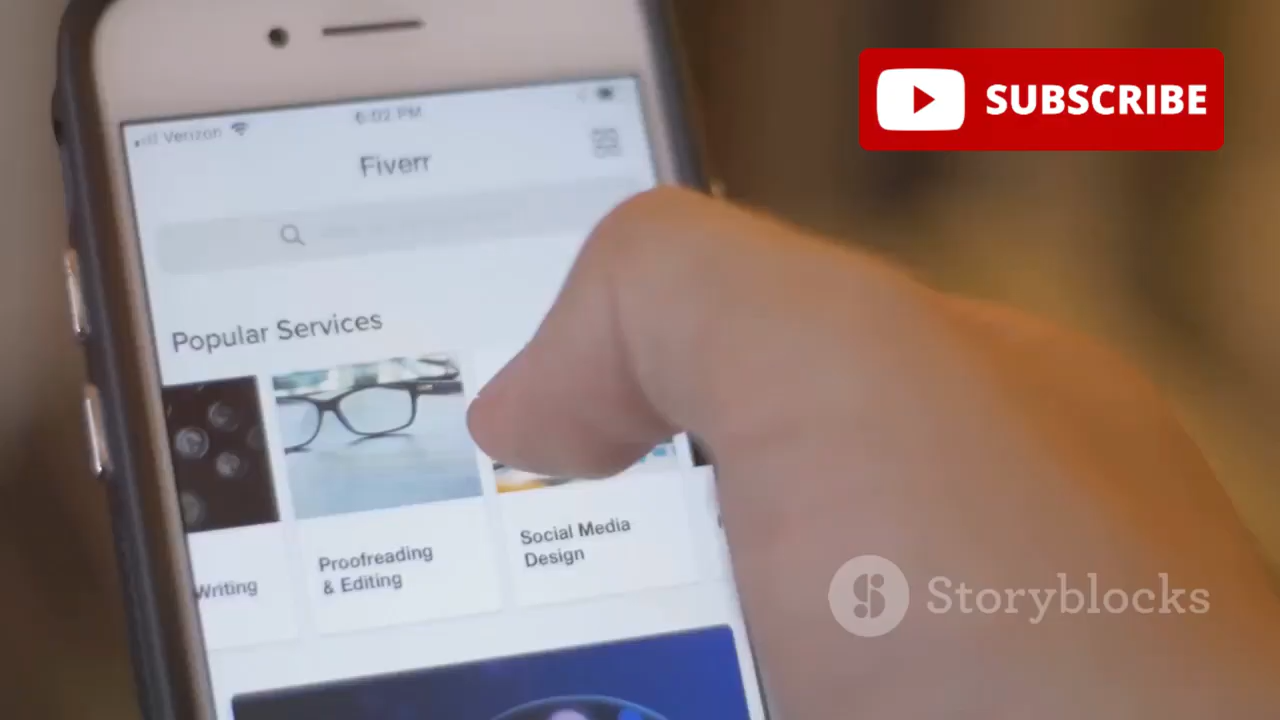 SUBSCRIBE
Verizon
6:02 PM
Fiverr
Popular Services
Writing
Proofreading
& Editing
Social Media
Design
Storyblocks